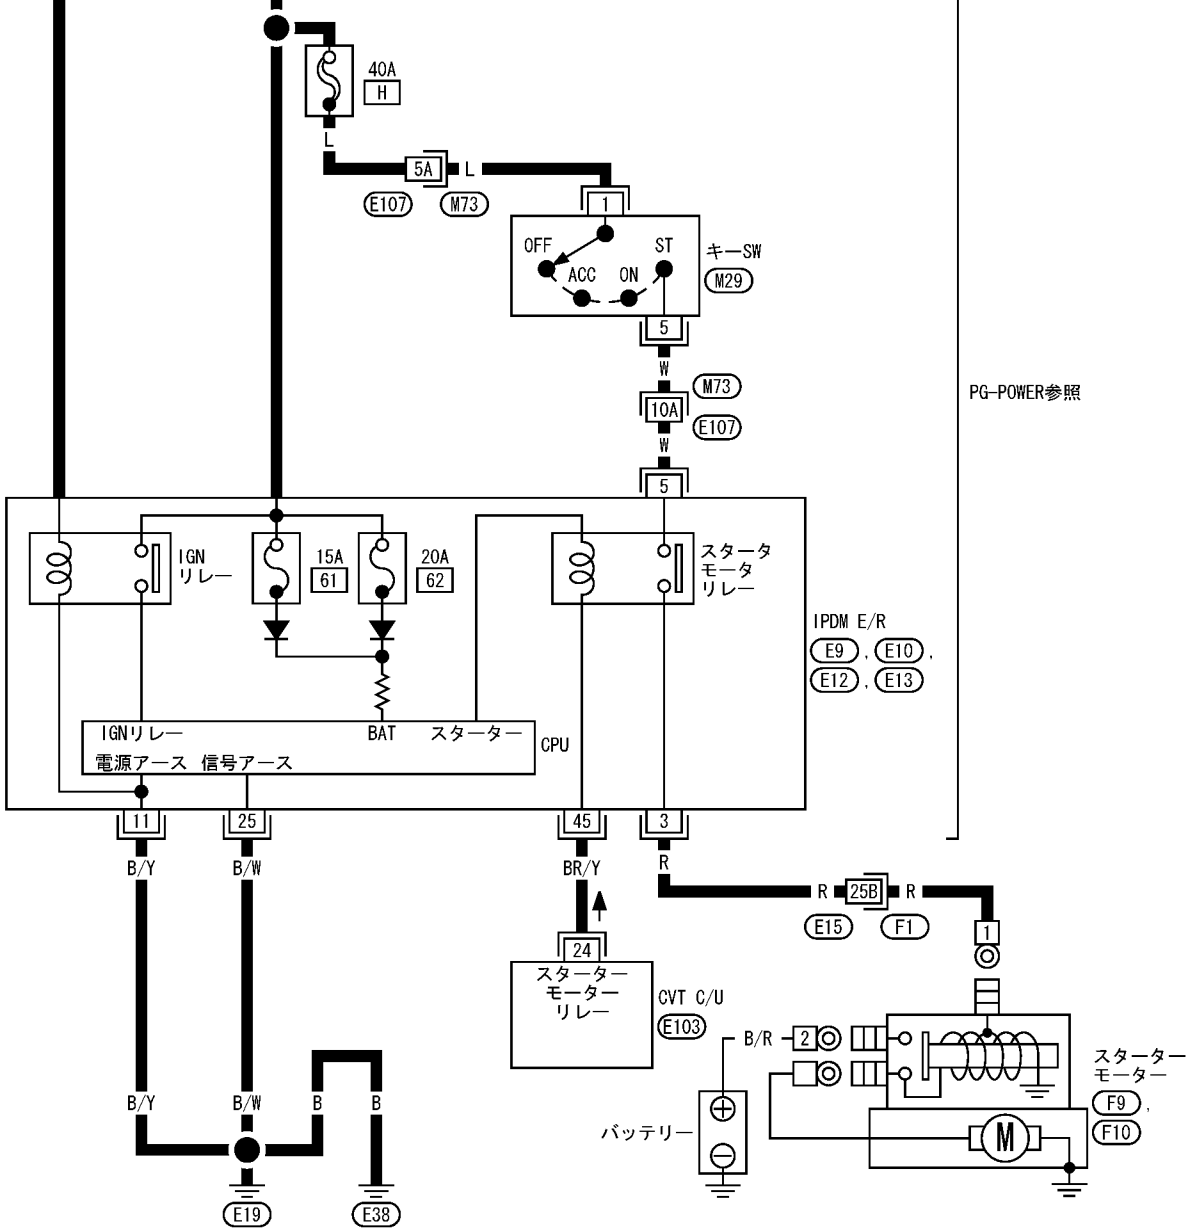 40A
H
L
5A
L
E107
M73
1
OFF
ST
ACC
ON
キーSW
M29
5
W
M73
10A
E107
W
5
PG-POWER参照
IGN
リレー
15A
61
20A
62
スタータ
モータ
リレー
IPDM E/R
E9 , E10 ,
E12 , E13
IGNリレー
BAT
スターター
電源アース 信号アース
CPU
11
25
45
3
B/Y
B/W
BR/Y
R
R
25B
R
E15
F1
1
24
スターター
モーター
リレー
CVT C/U
E103
B/R
2
スターター
モーター
F9 ,
F10
B/Y
B/W
B
B
バッテリー
M
E19
E38